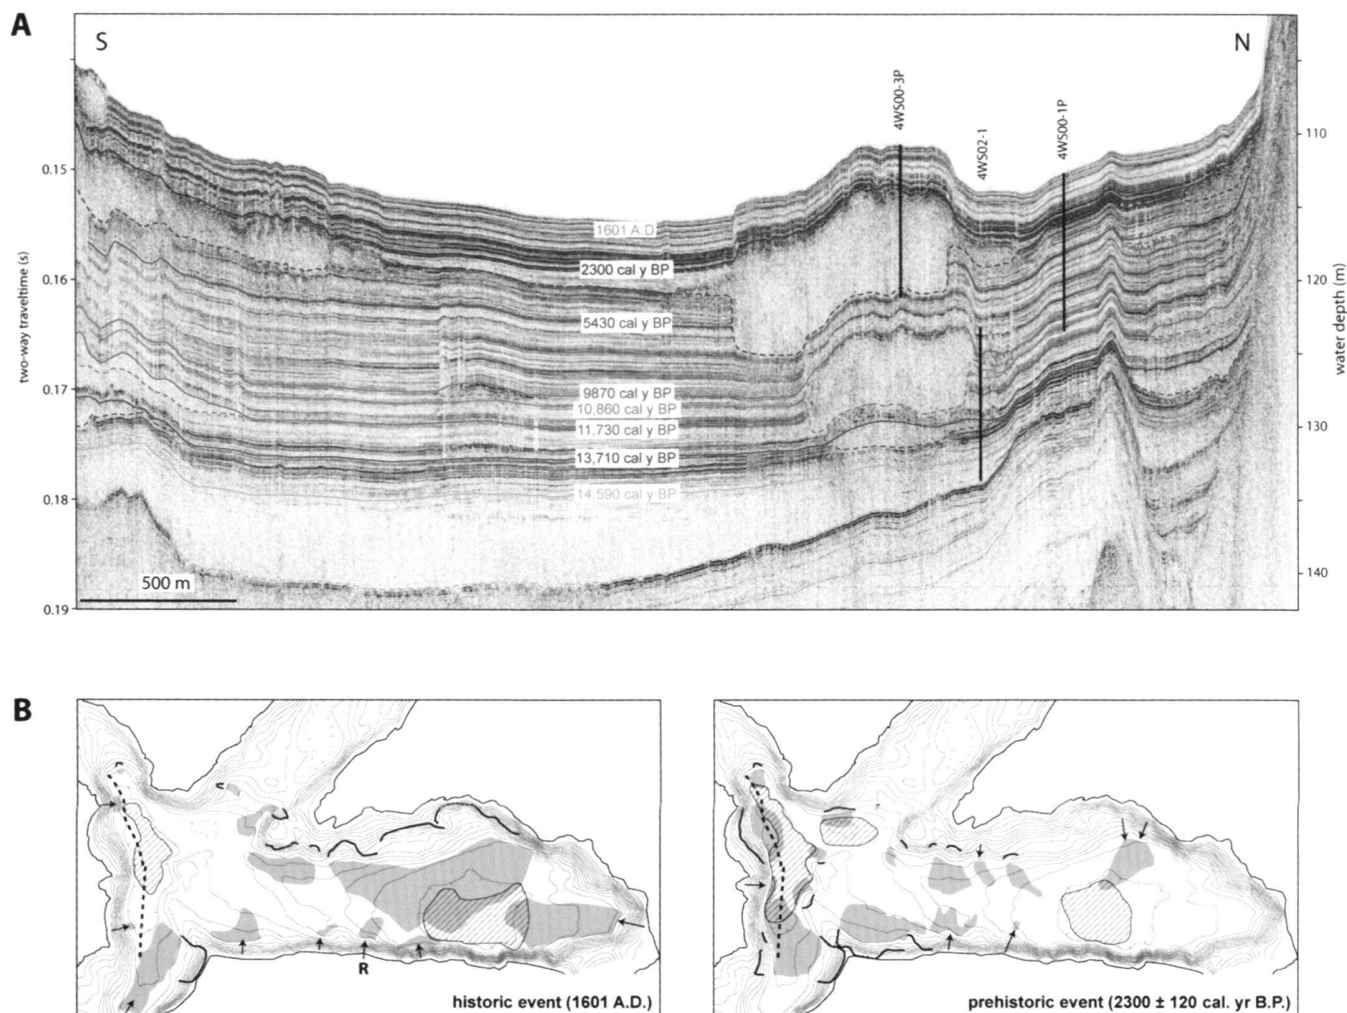 A
S
N
4WS00-3P
4WS02-1
4WS00-1P
two-way traveltime (s)
0.15
0.16
0.17
0.18
0.19
water depth (m)
110
120
130
140
1601 A.D
2300 cal y BP
5430 cal y BP
9870 cal y BP
10,860 cal y BP
11,730 cal y BP
13,710 cal y BP
14,590 cal y BP
500 m
B
R
historic event (1601 A.D.)
prehistoric event (2300 ± 120 cal. yr B.P.)